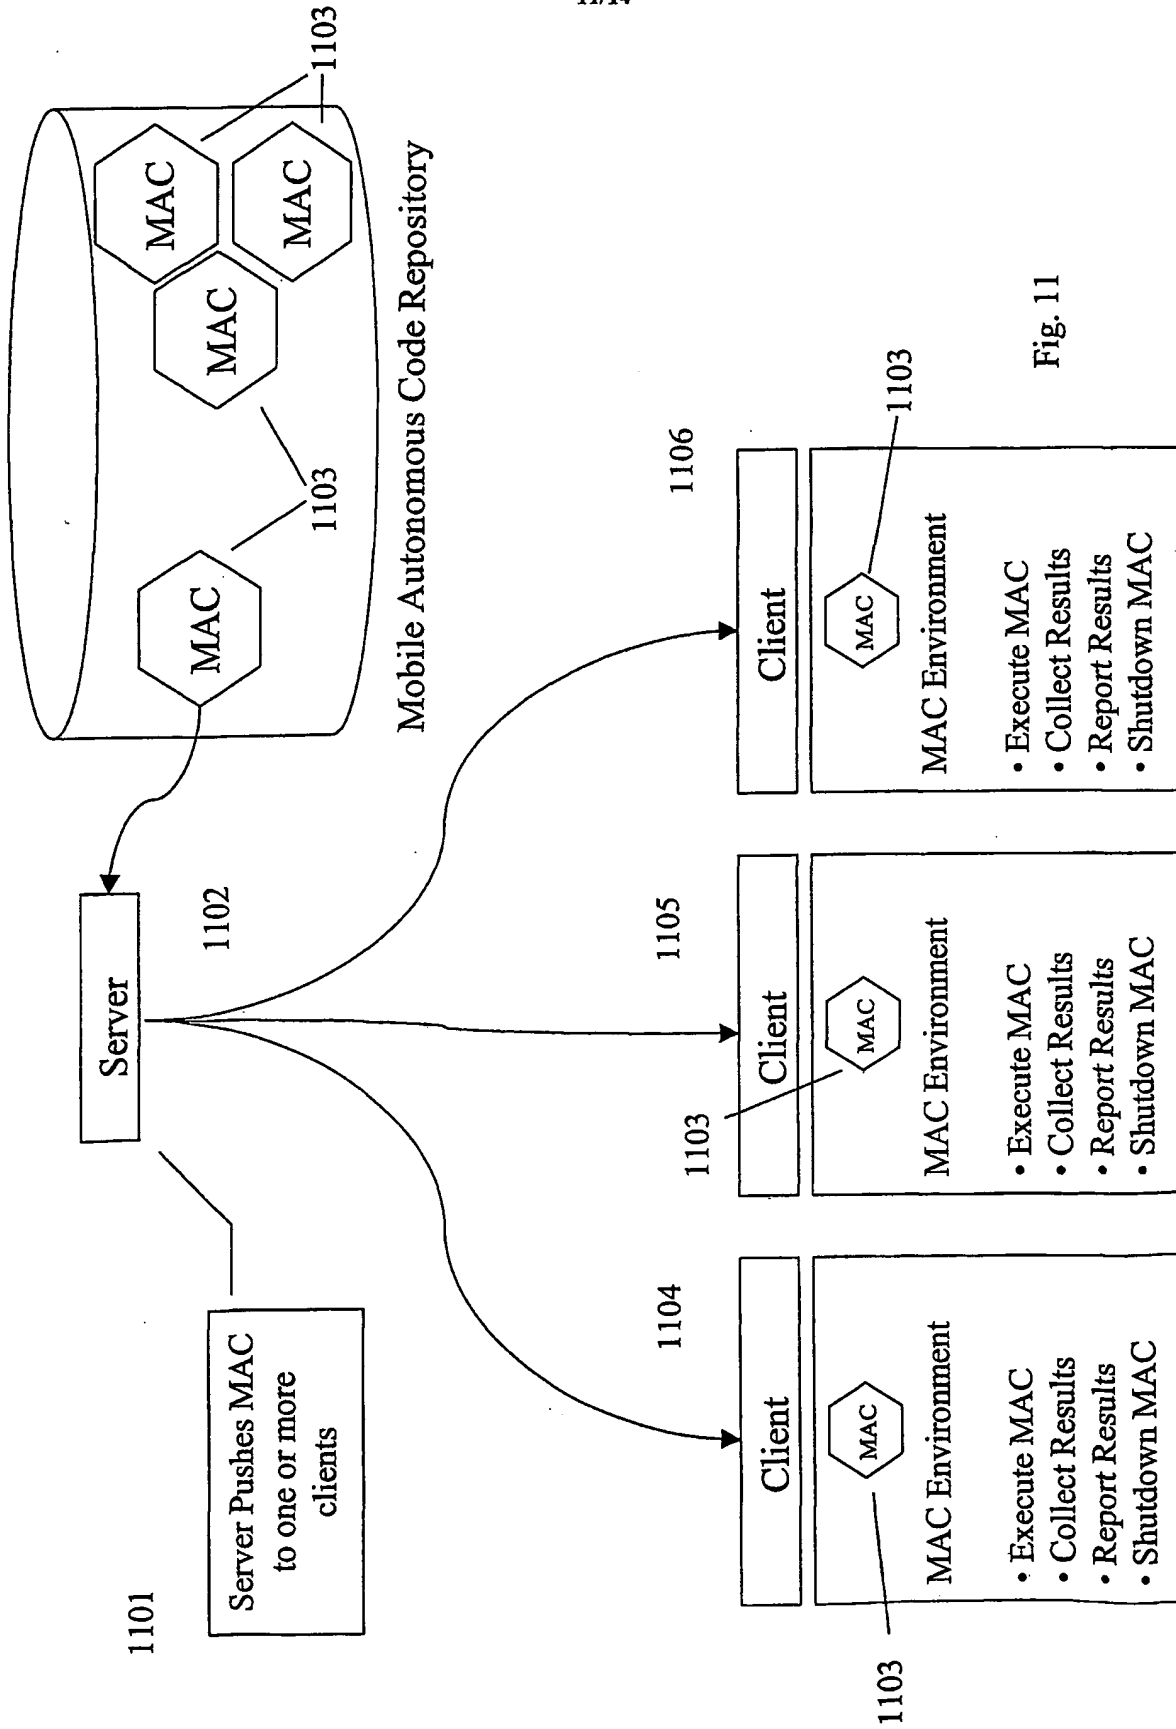 11/14
1101
Server Pushes MAC
to one or more
clients
Server
1102
MAC
MAC
MAC
MAC
1103
1103
Mobile Autonomous Code Repository
1104
Client
MAC
1103
MAC Environment
• Execute MAC
• Collect Results
• Report Results
• Shutdown MAC
1105
Client
MAC
1103
MAC Environment
• Execute MAC
• Collect Results
• Report Results
• Shutdown MAC
1106
Client
MAC
1103
MAC Environment
• Execute MAC
• Collect Results
• Report Results
• Shutdown MAC
Fig. 11